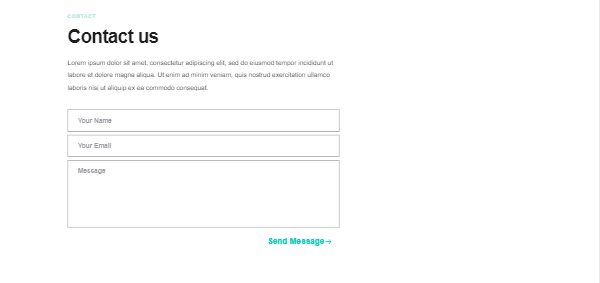 CONTACT
Contact us
Lorem ipsum dolor sit amet, consectetur adipiscing elit, sed do eiusmod tempor incididunt ut
labore et dolore magna aliqua. Ut enim ad minim veniam, quis nostrud exercitation ullamco
laboris nisi ut aliquip ex ea commodo consequat.
Your Name
Your Email
Message
Send Message→